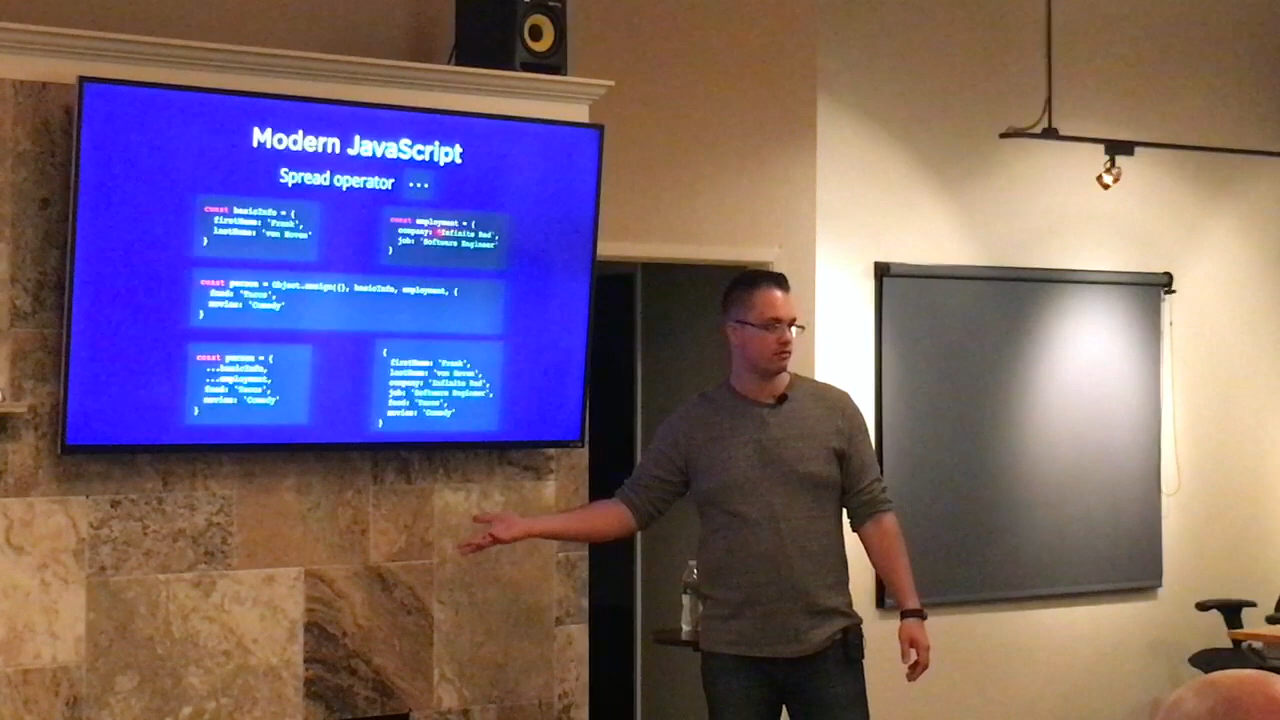 Modern JavaScript
Spread operator ...
const basicInfo = {
firstName: 'Frank',
lastName: 'von Hoven'
}
const employment = {
company: 'Infinite Red',
job: 'Software Engineer'
}
const person = Object.assign({}, basicInfo, employment, {
food: 'Tacos',
movies: 'Comedy'
}
const person = {
...basicInfo,
...employment,
food: 'Tacos',
movies: 'Comedy'
}
{
firstName: 'Frank',
lastName: 'von Hoven',
company: 'Infinite Red',
job: 'Software Engineer',
food: 'Tacos',
movies: 'Comedy'
}